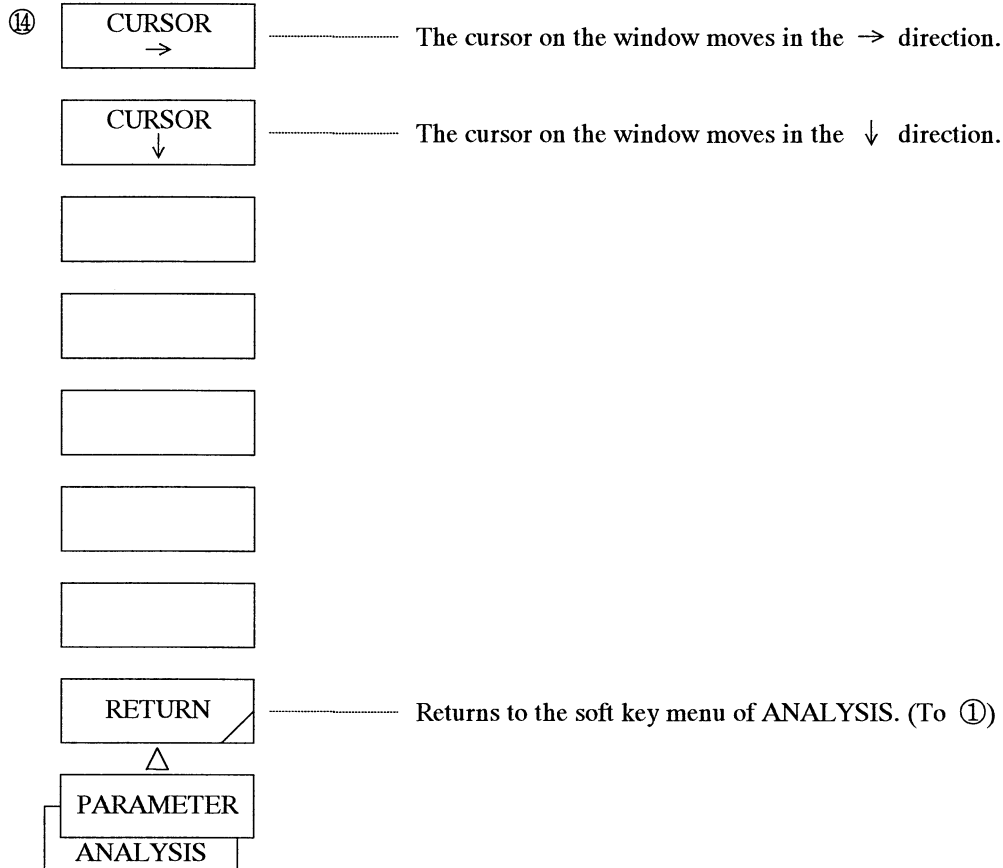 ⑭ CURSOR
→ The cursor on the window moves in the → direction.
CURSOR
↓ The cursor on the window moves in the ↓ direction.
RETURN Returns to the soft key menu of ANALYSIS. (To ①)
△
PARAMETER
ANALYSIS